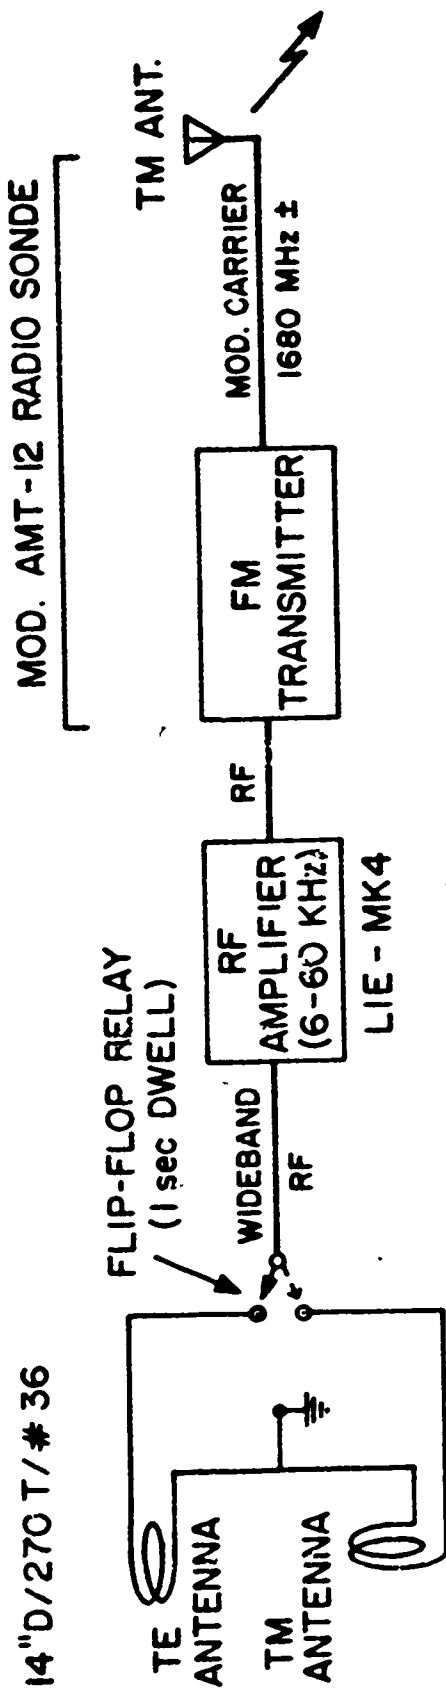 MOD. AMT-12 RADIO SONDE
TM ANT.
14"D/270 T/#36
FLIP-FLOP RELAY
(1 sec DWELL)
TE
ANTENNA
TM
ANTENNA
WIDEBAND
RF
RF
AMPLIFIER
(6-60 KHz)
LIE-MK4
RF
FM
TRANSMITTER
MOD. CARRIER
1680 MHz ±